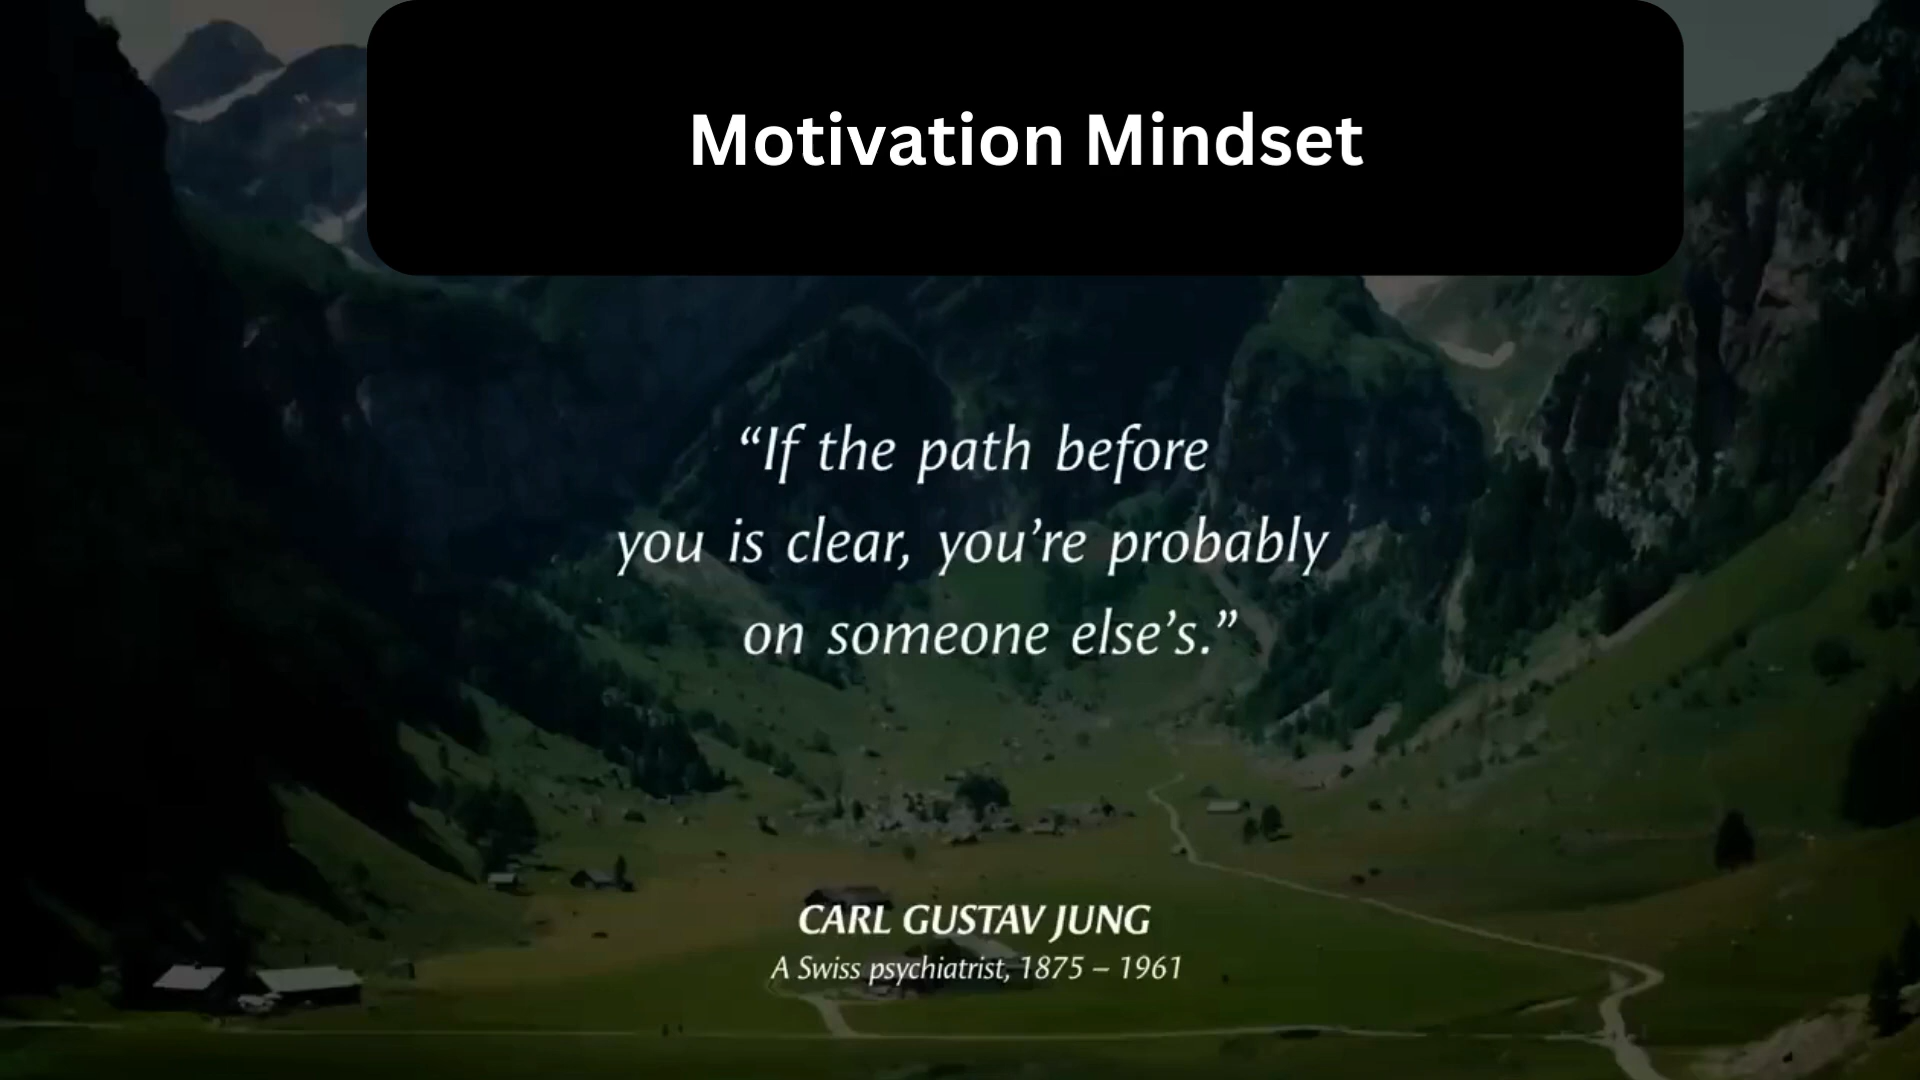 Motivation Mindset
“If the path before
you is clear, you’re probably
on someone else’s.”
CARL GUSTAV JUNG
A Swiss psychiatrist, 1875 – 1961